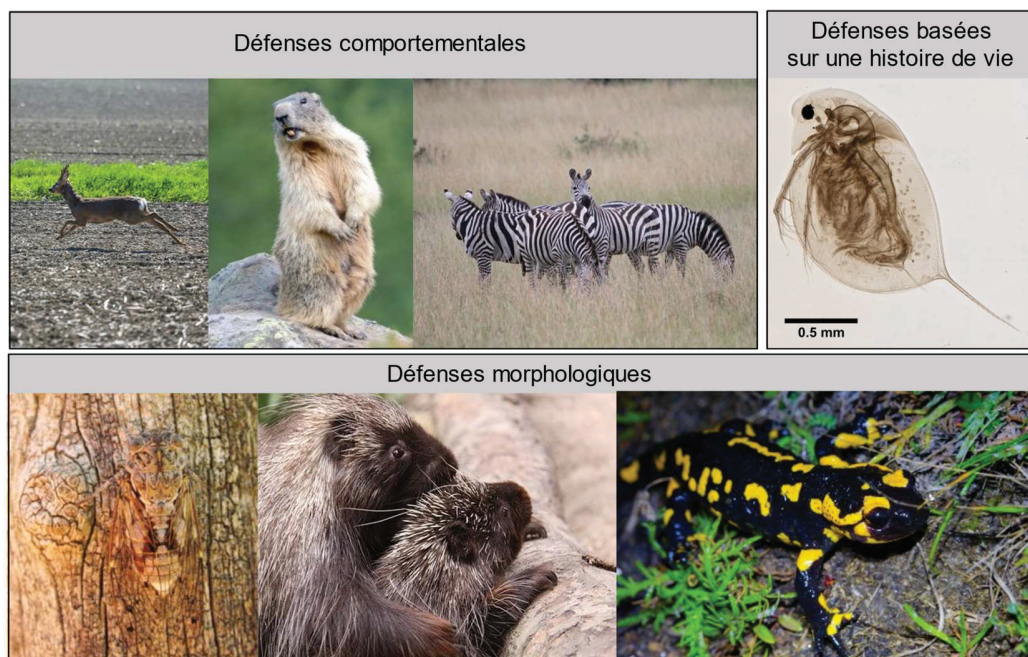 Défenses comportementales
Défenses basées
sur une histoire de vie
0.5 mm
Défenses morphologiques